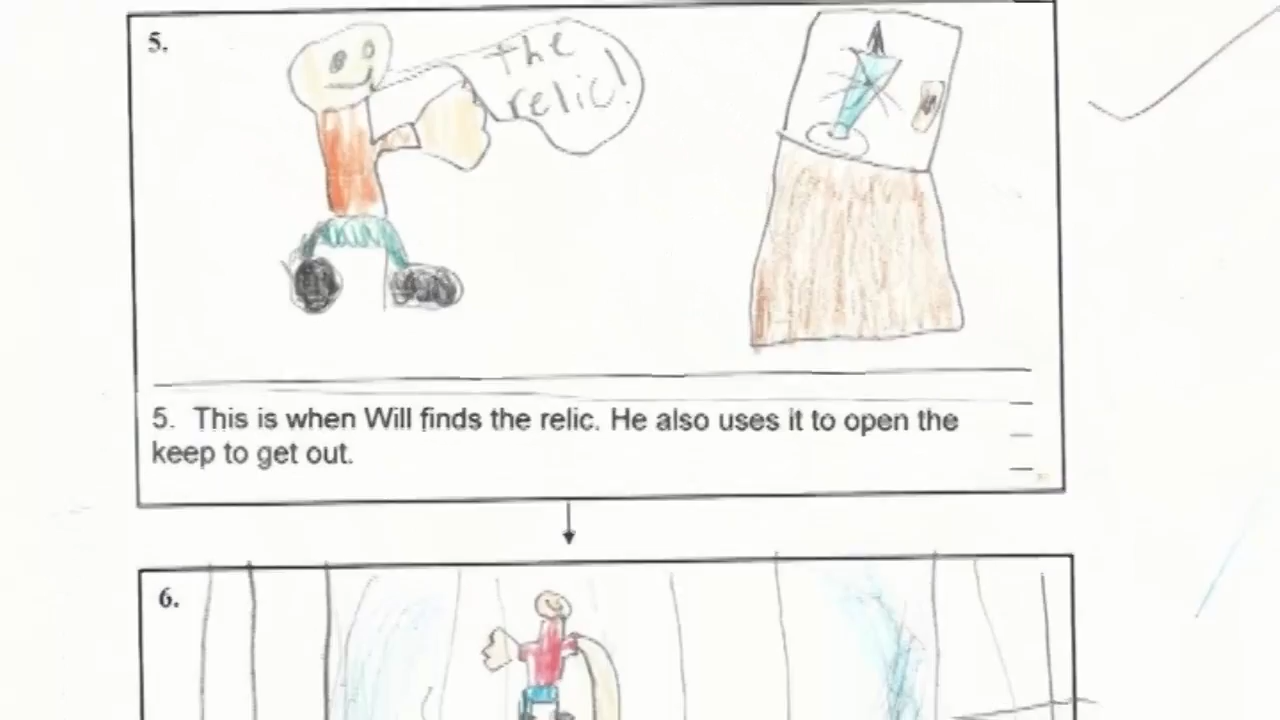 5.
the
relic!
5. This is when Will finds the relic. He also uses it to open the
keep to get out.
6.